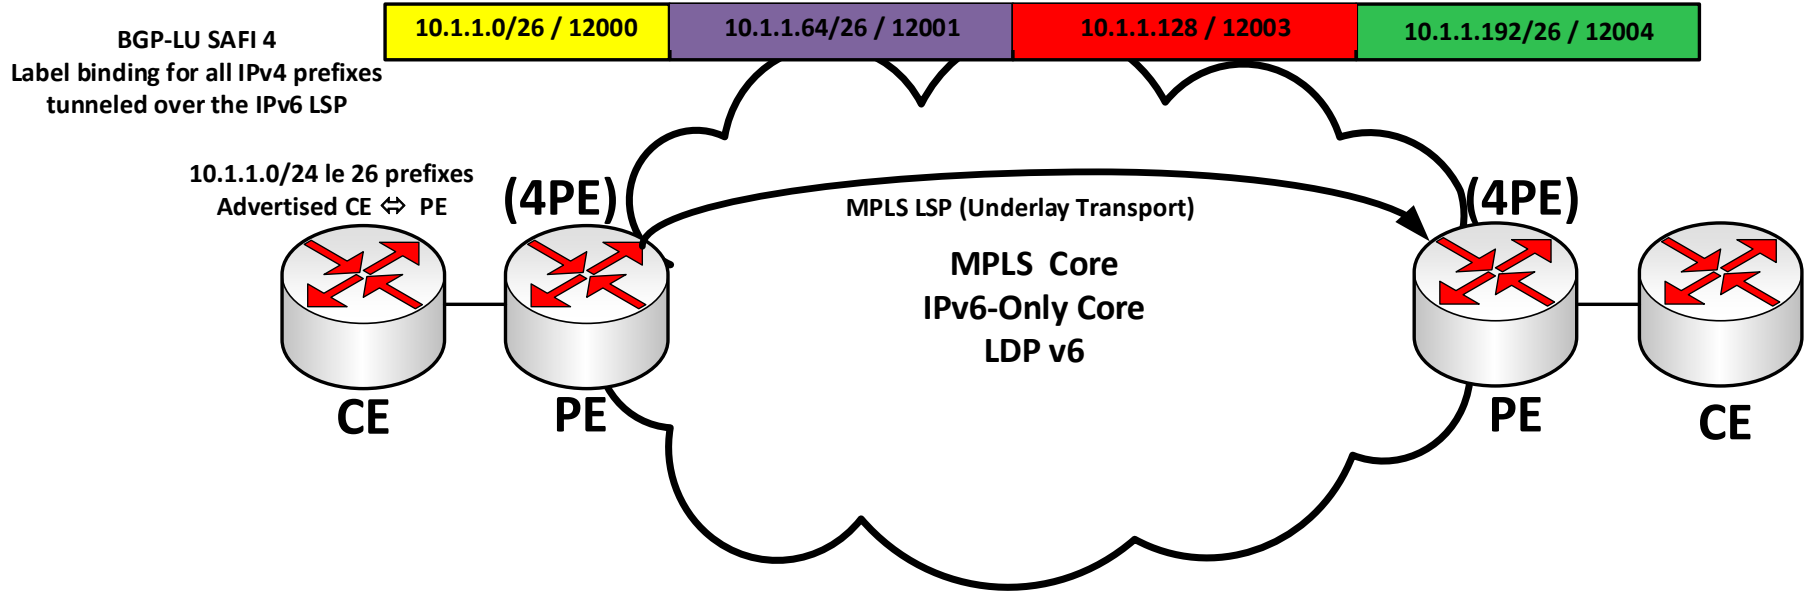 BGP-LU SAFI 4
Label binding for all IPv4 prefixes
tunneled over the IPv6 LSP
10.1.1.0/26 / 12000
10.1.1.64/26 / 12001
10.1.1.128 / 12003
10.1.1.192/26 / 12004
10.1.1.0/24 le 26 prefixes
Advertised CE ⇔ PE
(4PE)
MPLS LSP (Underlay Transport)
(4PE)
MPLS Core
IPv6-Only Core
LDP v6
CE
PE
PE
CE